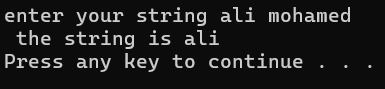 enter your string ali mohamed
 the string is ali
Press any key to continue . . .